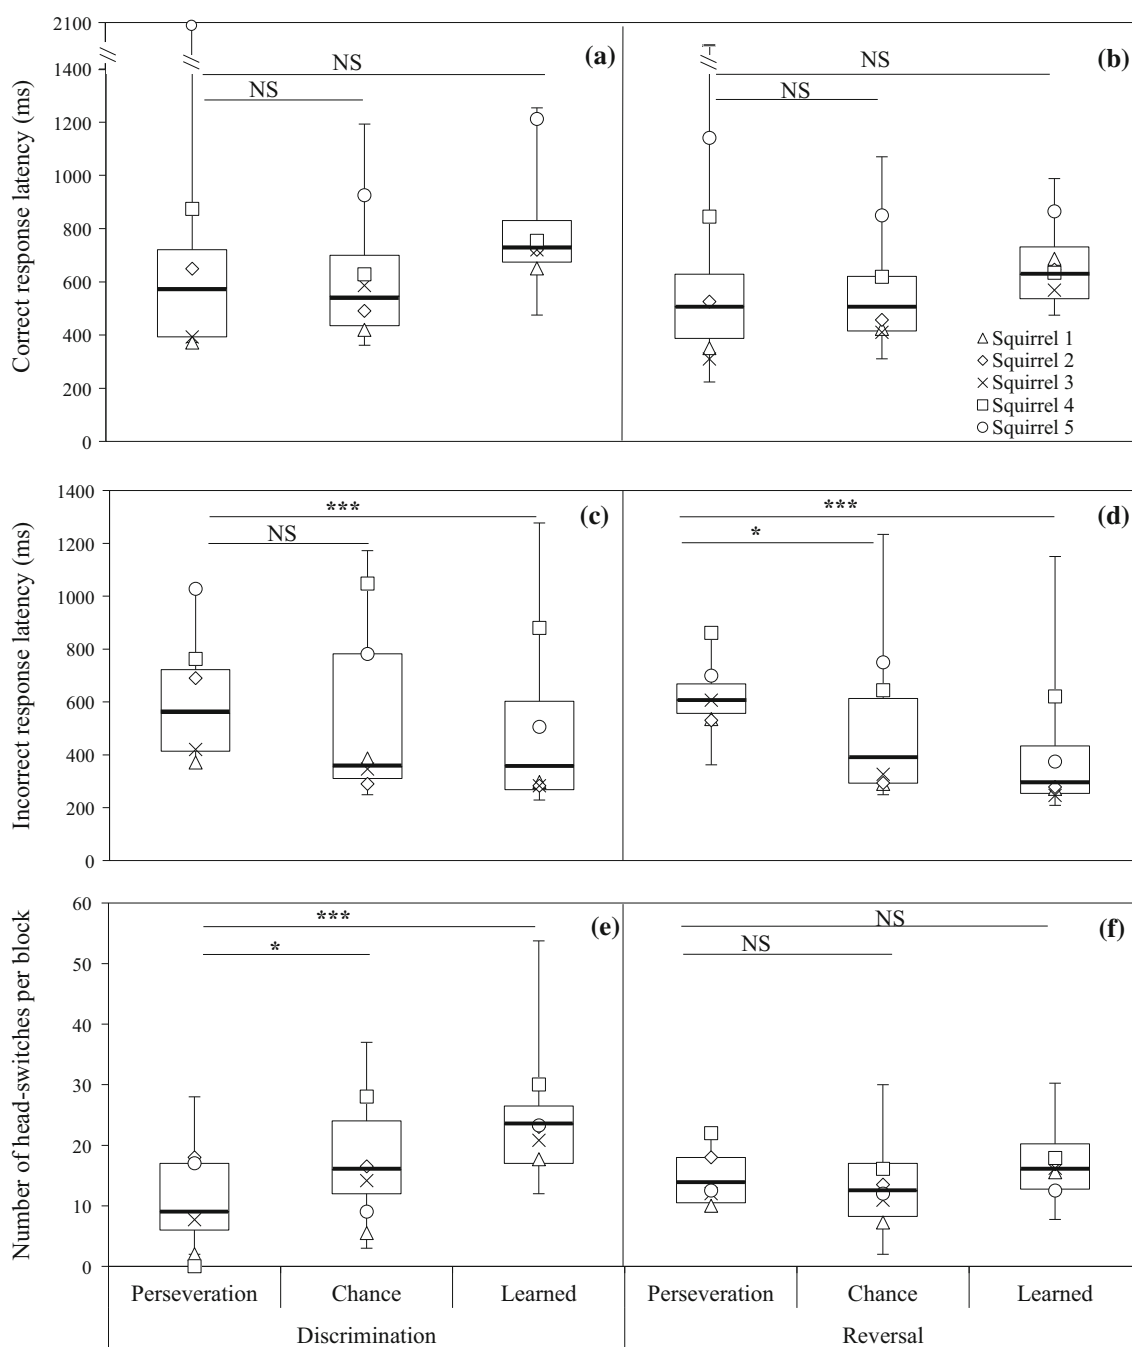 2100
1400
1200
1000
800
600
400
200
0
Correct response latency (ms)
NS
NS
(a)
NS
NS
(b)
Squirrel 1
Squirrel 2
Squirrel 3
Squirrel 4
Squirrel 5
1400
1200
1000
800
600
400
200
0
Incorrect response latency (ms)
***
NS
(c)
***
*
(d)
60
50
40
30
20
10
0
Number of head-switches per block
***
*
(e)
NS
NS
(f)
Perseveration Chance Learned Perseveration Chance Learned
Discrimination Reversal